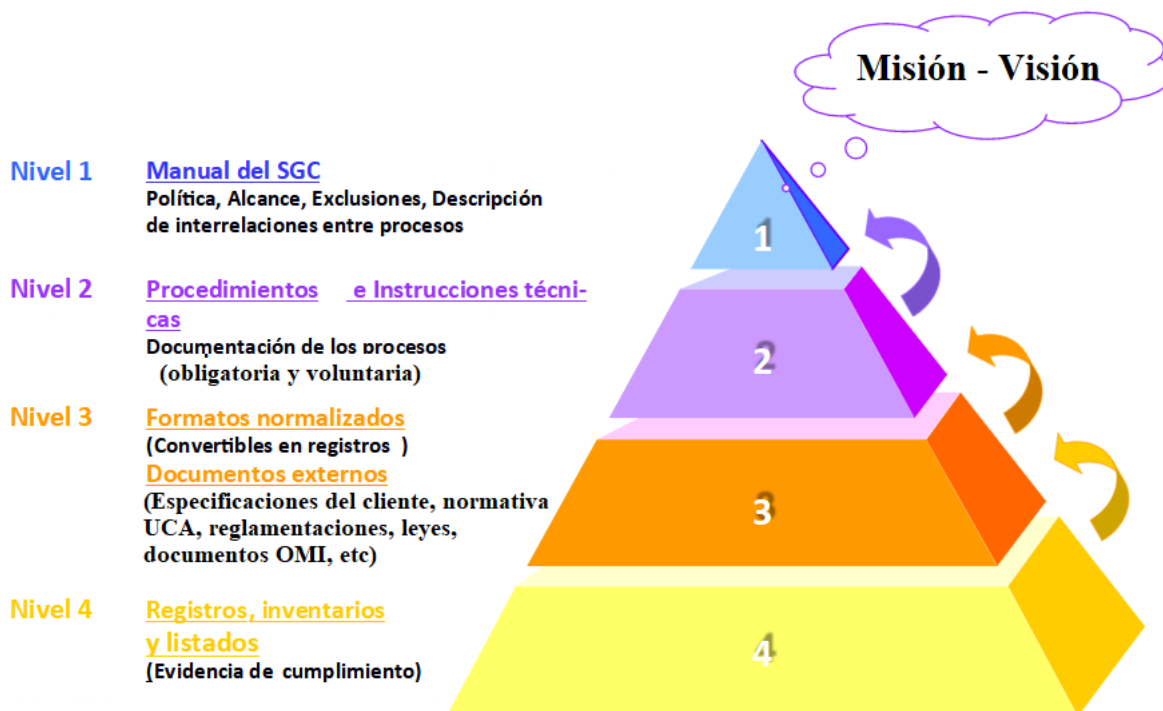 Misión - Visión
Nivel 1
Manual del SGC
Política, Alcance, Exclusiones, Descripción
de interrelaciones entre procesos
Nivel 2
Procedimientos e Instrucciones técni-
cas
Documentación de los procesos
(obligatoria y voluntaria)
Nivel 3
Formatos normalizados
(Convertibles en registros )
Documentos externos
(Especificaciones del cliente, normativa
UCA, reglamentaciones, leyes,
documentos OMI, etc)
Nivel 4
Registros, inventarios
y listados
(Evidencia de cumplimiento)
1
2
3
4